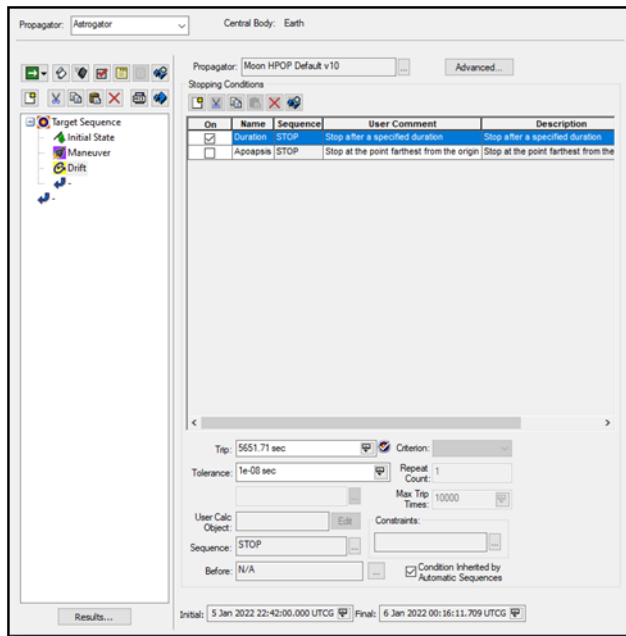 Propagator: Astrogator Central Body: Earth
Propagator: Moon HPOP Default v10 ... Advanced...
Stopping Conditions
On Name Sequence User Comment Description
Duration STOP Stop after a specified duration Stop after a specified duration
Apoapsis STOP Stop at the point farthest from the origin Stop at the point farthest from the
Target Sequence
Initial State
Maneuver
Drift
-
-
Trip: 5651.71 sec Criterion:
Tolerance: 1e-08 sec Repeat Count: 1
... Max Trip Times: 10000
User Calc Object: Edit Constraints:
Sequence: STOP ... ...
Before: N/A ... Condition Inherited by Automatic Sequences
Results... Initial: 5 Jan 2022 22:42:00.000 UTCG Final: 6 Jan 2022 00:16:11.709 UTCG